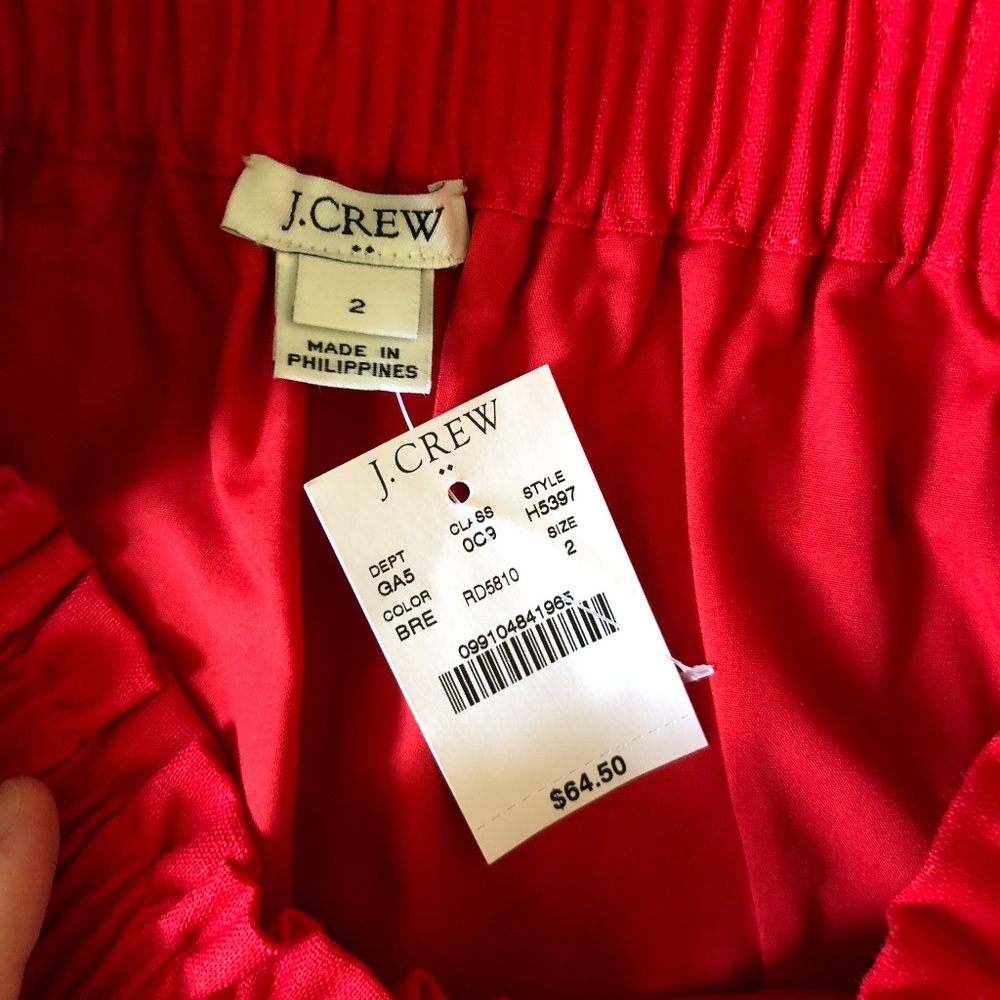 J.CREW
2
MADE IN
PHILIPPINES
J.CREW
DEPT CLASS STYLE
GA5 0C9 H5397
COLOR SIZE
BRE RD5810 2
099104841965
$64.50